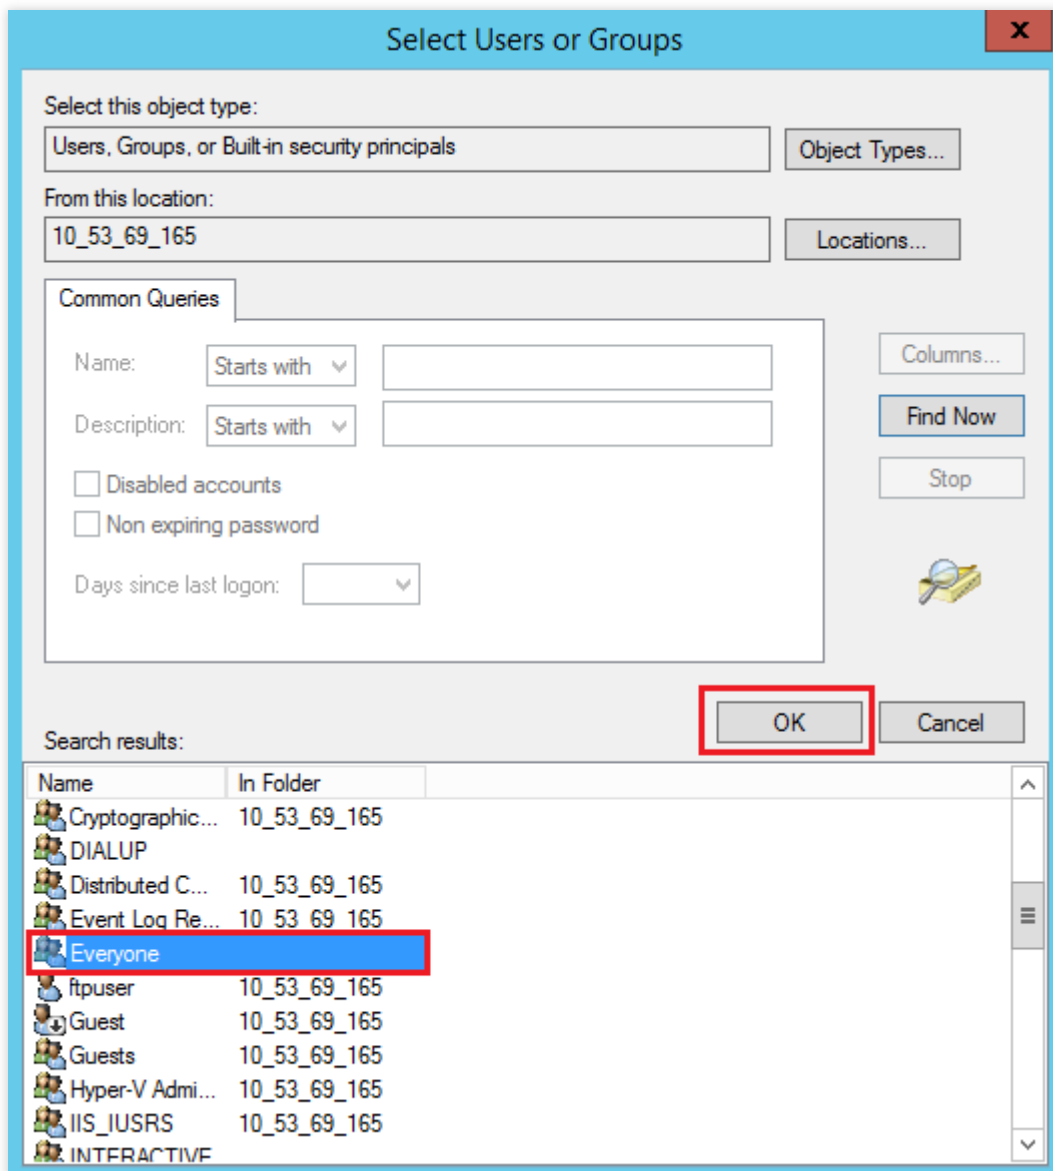 Select Users or Groups
x
Select this object type:
Users, Groups, or Built-in security principals
Object Types...
From this location:
10_53_69_165
Locations...
Common Queries
Name:
Starts with
Columns...
Description:
Starts with
Find Now
Disabled accounts
Stop
Non expiring password
Days since last logon:
OK
Cancel
Search results:
Name In Folder
Cryptographic... 10_53_69_165
DIALUP
Distributed C... 10_53_69_165
Event Log Re... 10_53_69_165
Everyone
ftpuser 10_53_69_165
Guest 10_53_69_165
Guests 10_53_69_165
Hyper-V Admi... 10_53_69_165
IIS_IUSRS 10_53_69_165
INTERACTIVE